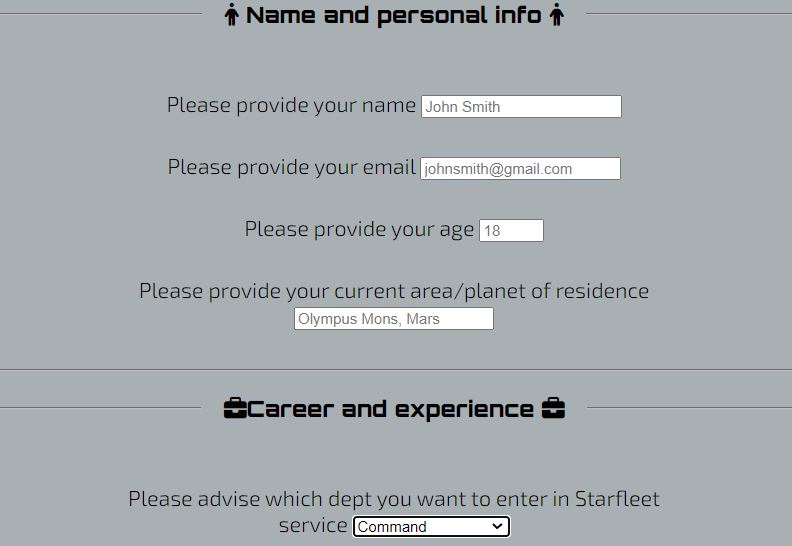 Name and personal info
Please provide your name John Smith
Please provide your email johnsmith@gmail.com
Please provide your age 18
Please provide your current area/planet of residence
Olympus Mons, Mars
Career and experience
Please advise which dept you want to enter in Starfleet
service Command